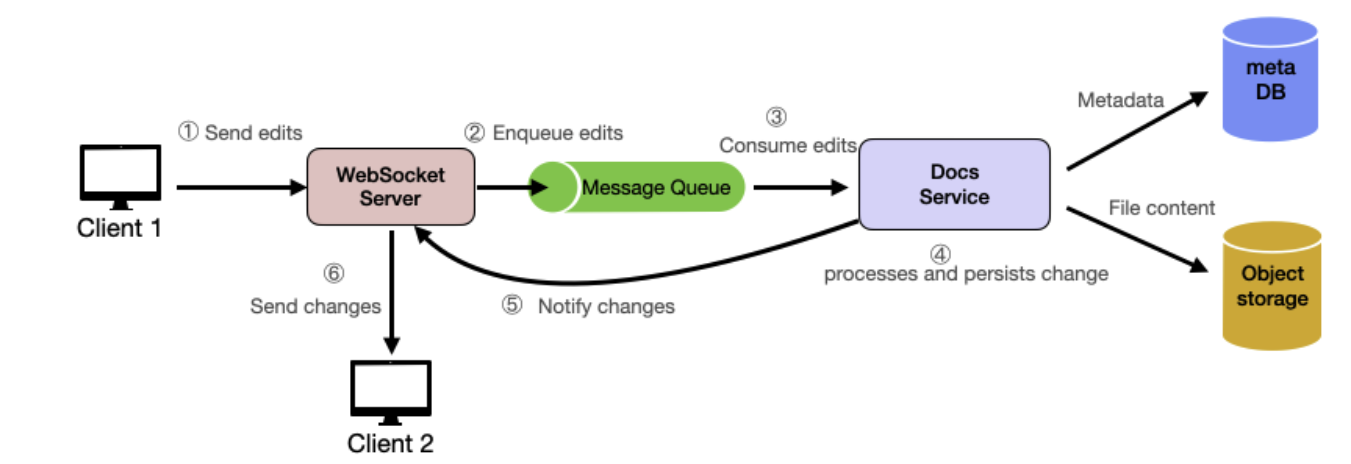 meta
DB
Metadata
③
Consume edits
① Send edits
② Enqueue edits
WebSocket
Server
Message Queue
Docs
Service
Client 1
File content
④
processes and persists change
⑥
Send changes
⑤ Notify changes
Object
storage
Client 2